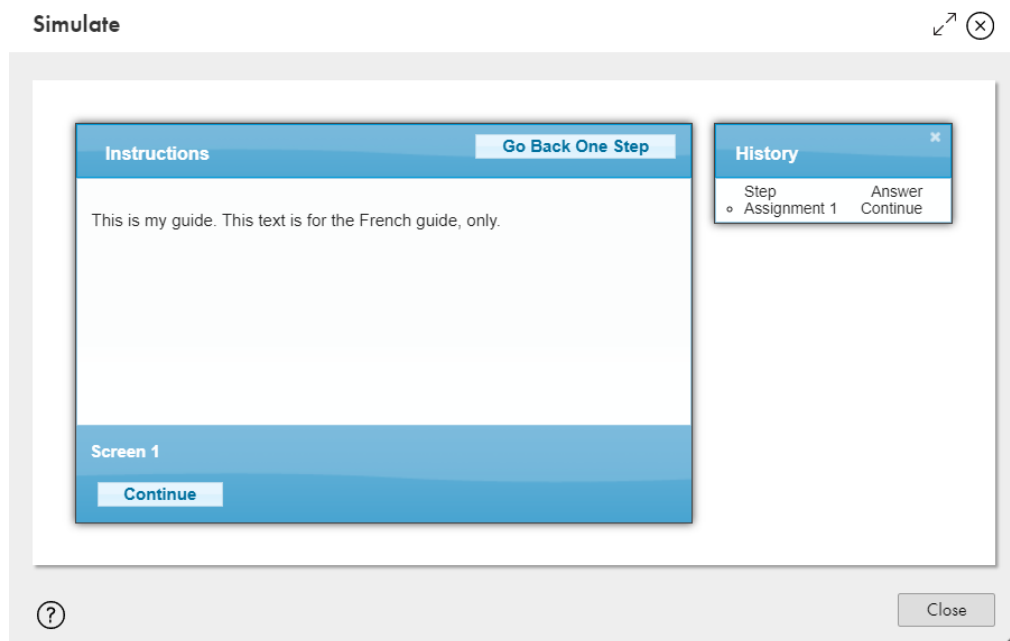 Simulate
Instructions
Go Back One Step
This is my guide. This text is for the French guide, only.
Screen 1
Continue
History
Step Answer
Assignment 1 Continue
?
Close